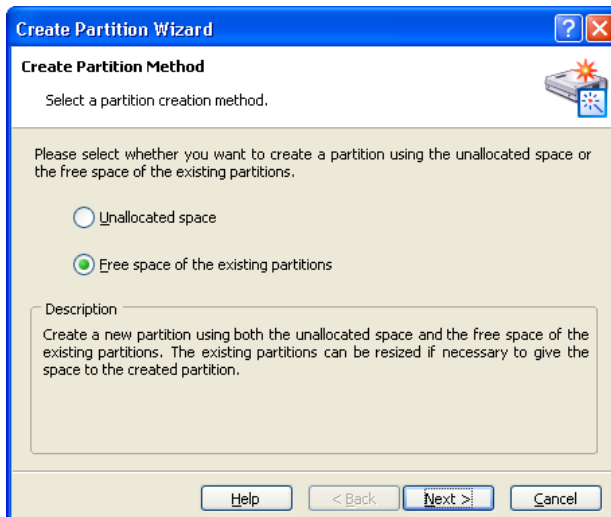 Create Partition Wizard
Create Partition Method
Select a partition creation method.
Please select whether you want to create a partition using the unallocated space or
the free space of the existing partitions.
Unallocated space
Free space of the existing partitions
Description
Create a new partition using both the unallocated space and the free space of the
existing partitions. The existing partitions can be resized if necessary to give the
space to the created partition.
Help
< Back
Next >
Cancel